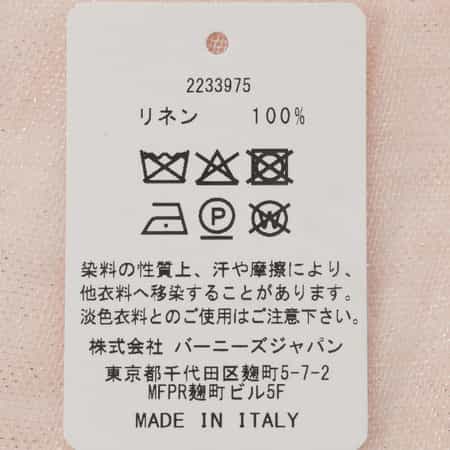 2233975
リネン 100%
P W
染料の性質上、汗や摩擦により、
他衣料へ移染することがあります。
淡色衣料とのご使用はご注意下さい。
株式会社 バーニーズジャパン
東京都千代田区麹町5-7-2
MFPR麹町ビル5F
MADE IN ITALY